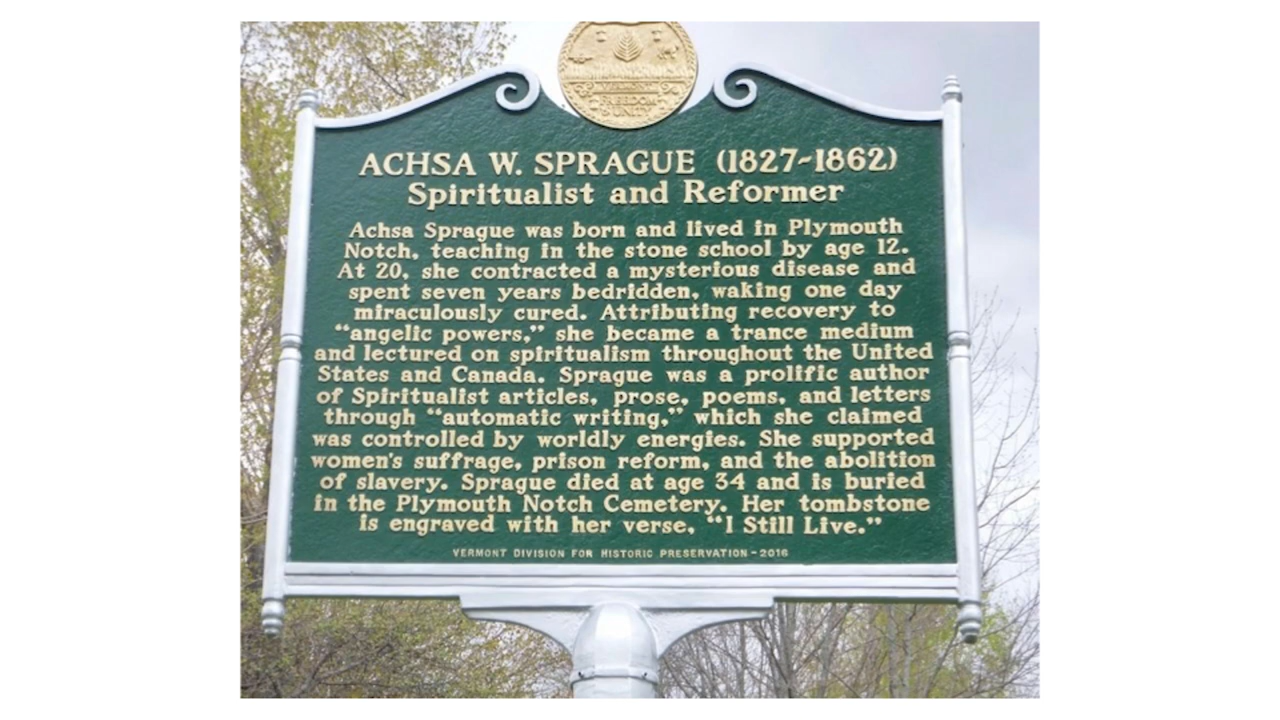 VERMONT
FREEDOM
& UNITY
ACHSA W. SPRAGUE (1827-1862)
Spiritualist and Reformer
Achsa Sprague was born and lived in Plymouth
Notch, teaching in the stone school by age 12.
At 20, she contracted a mysterious disease and
spent seven years bedridden, waking one day
miraculously cured. Attributing recovery to
“angelic powers,” she became a trance medium
and lectured on spiritualism throughout the United
States and Canada. Sprague was a prolific author
of Spiritualist articles, prose, poems, and letters
through “automatic writing,” which she claimed
was controlled by worldly energies. She supported
women's suffrage, prison reform, and the abolition
of slavery. Sprague died at age 34 and is buried
in the Plymouth Notch Cemetery. Her tombstone
is engraved with her verse, “I Still Live.”
VERMONT DIVISION FOR HISTORIC PRESERVATION - 2016